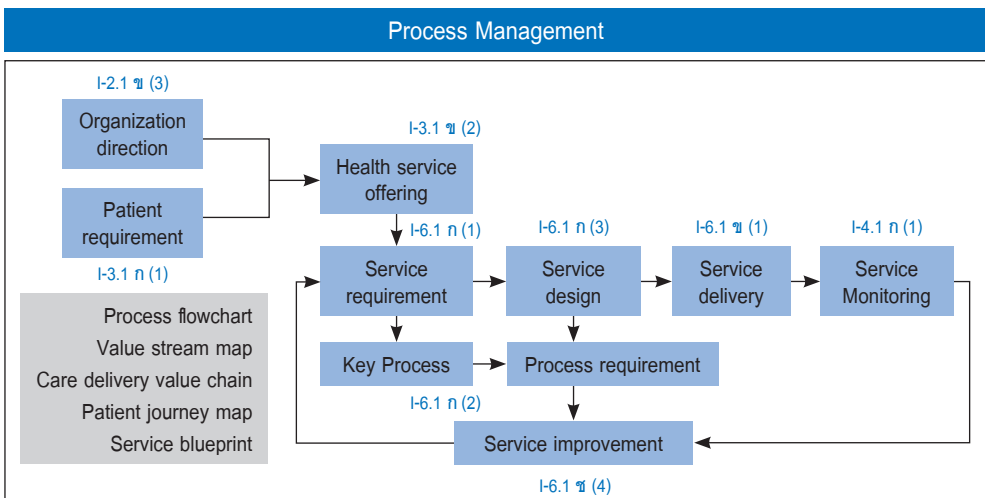 Process Management
I-2.1 ข (3)
Organization
direction
I-3.1 ข (2)
Health service
offering
Patient
requirement
I-3.1 ก (1)
I-6.1 ก (1)
I-6.1 ก (3)
I-6.1 ข (1)
I-4.1 ก (1)
Service
requirement
Service
design
Service
delivery
Service
Monitoring
Process flowchart
Value stream map
Care delivery value chain
Patient journey map
Service blueprint
Key Process
Process requirement
I-6.1 ก (2)
Service improvement
I-6.1 ช (4)